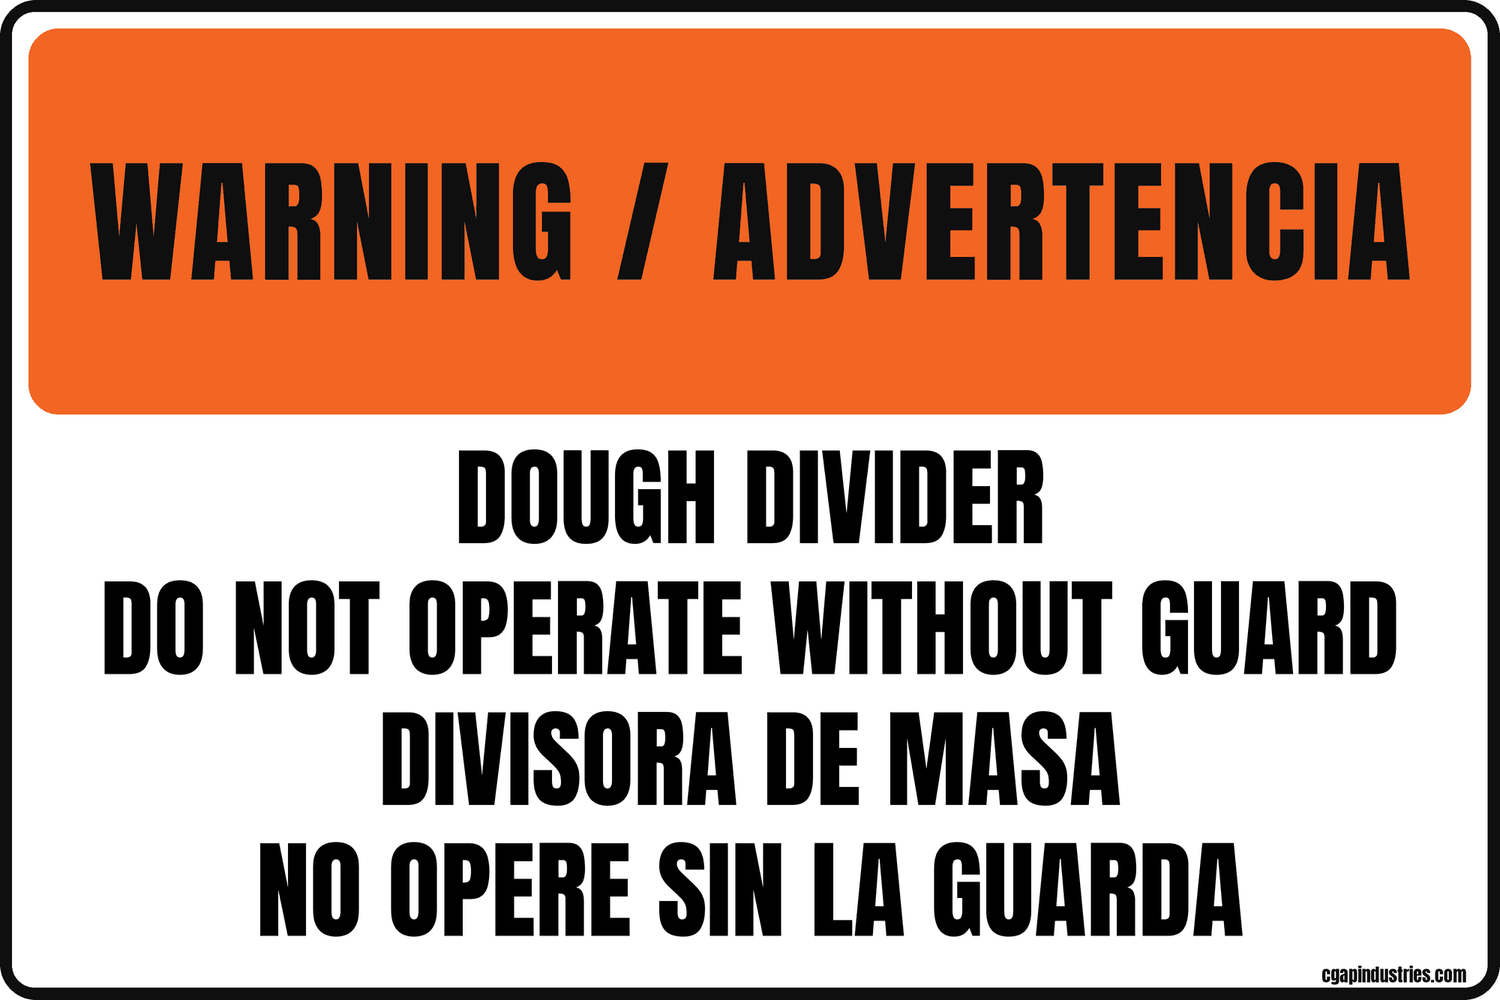 WARNING / ADVERTENCIA
DOUGH DIVIDER
DO NOT OPERATE WITHOUT GUARD
DIVISORA DE MASA
NO OPERE SIN LA GUARDA
cgapindustries.com